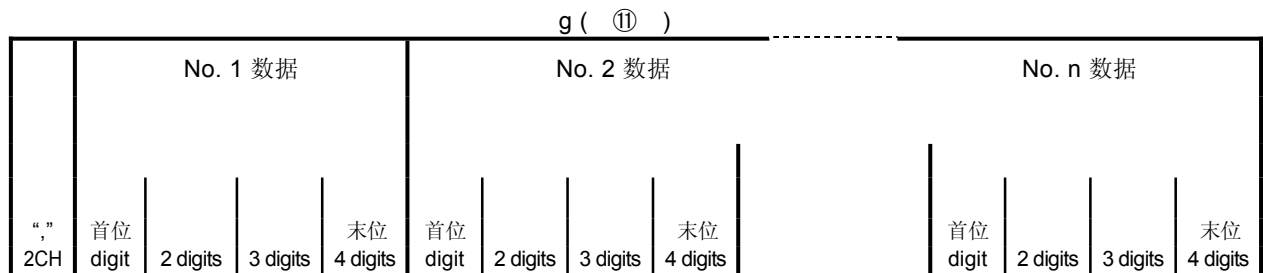 g ( ⑪ )
No. 1 数据 No. 2 数据 No. n 数据
“,” 首位 末位 首位 末位 首位 末位
2CH digit 2 digits 3 digits 4 digits digit 2 digits 3 digits 4 digits digit 2 digits 3 digits 4 digits